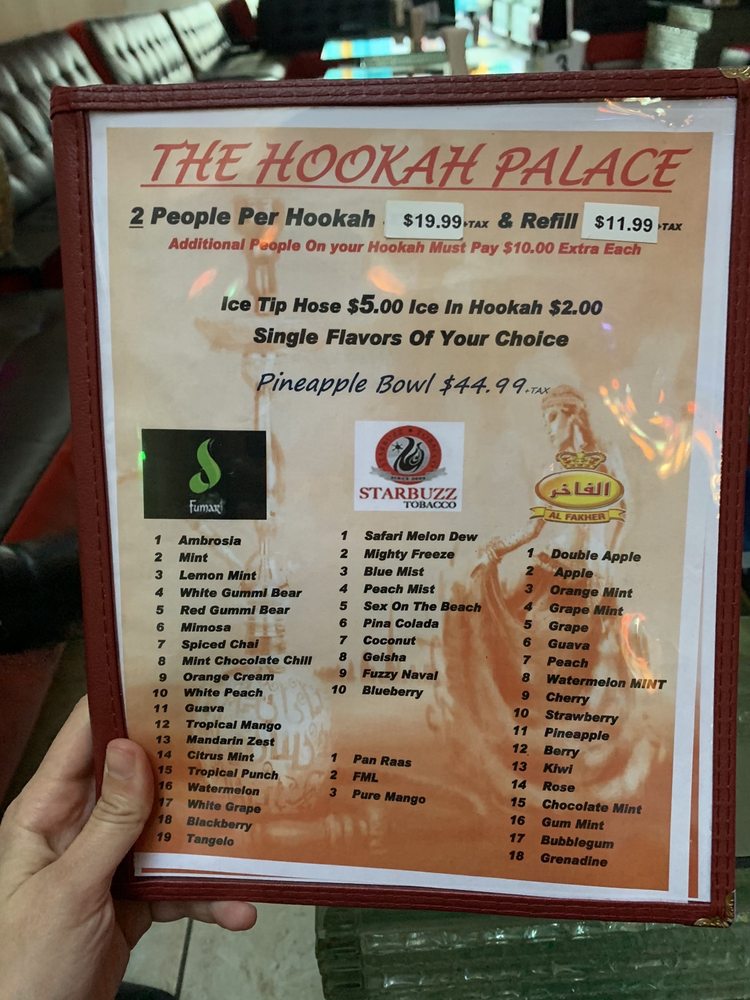 THE HOOKAH PALACE
2 People Per Hookah $19.99+TAX & Refill $11.99+TAX
Additional People On your Hookah Must Pay $10.00 Extra Each
Ice Tip Hose $5.00 Ice In Hookah $2.00
Single Flavors Of Your Choice
Pineapple Bowl $44.99+TAX
Fumari
1 Ambrosia
2 Mint
3 Lemon Mint
4 White Gummi Bear
5 Red Gummi Bear
6 Mimosa
7 Spiced Chai
8 Mint Chocolate Chill
9 Orange Cream
10 White Peach
11 Guava
12 Tropical Mango
13 Mandarin Zest
14 Citrus Mint
15 Tropical Punch
16 Watermelon
17 White Grape
18 Blackberry
19 Tangelo
STARBUZZ
TOBACCO
1 Safari Melon Dew
2 Mighty Freeze
3 Blue Mist
4 Peach Mist
5 Sex On The Beach
6 Pina Colada
7 Coconut
8 Geisha
9 Fuzzy Naval
10 Blueberry
1 Pan Raas
2 FML
3 Pure Mango
الفاخر
AL FAKHER
1 Double Apple
2 Apple
3 Orange Mint
4 Grape Mint
5 Grape
6 Guava
7 Peach
8 Watermelon MINT
9 Cherry
10 Strawberry
11 Pineapple
12 Berry
13 Kiwi
14 Rose
15 Chocolate Mint
16 Gum Mint
17 Bubblegum
18 Grenadine